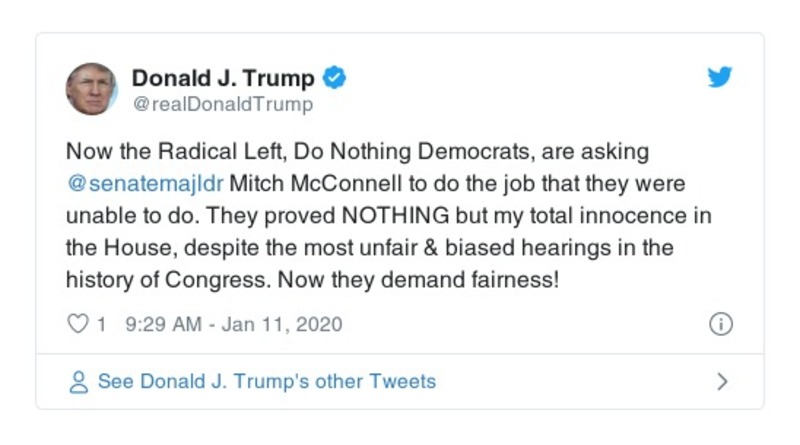 Donald J. Trump
@realDonaldTrump
Now the Radical Left, Do Nothing Democrats, are asking
@senatemajldr Mitch McConnell to do the job that they were
unable to do. They proved NOTHING but my total innocence in
the House, despite the most unfair & biased hearings in the
history of Congress. Now they demand fairness!
1 9:29 AM - Jan 11, 2020
See Donald J. Trump's other Tweets